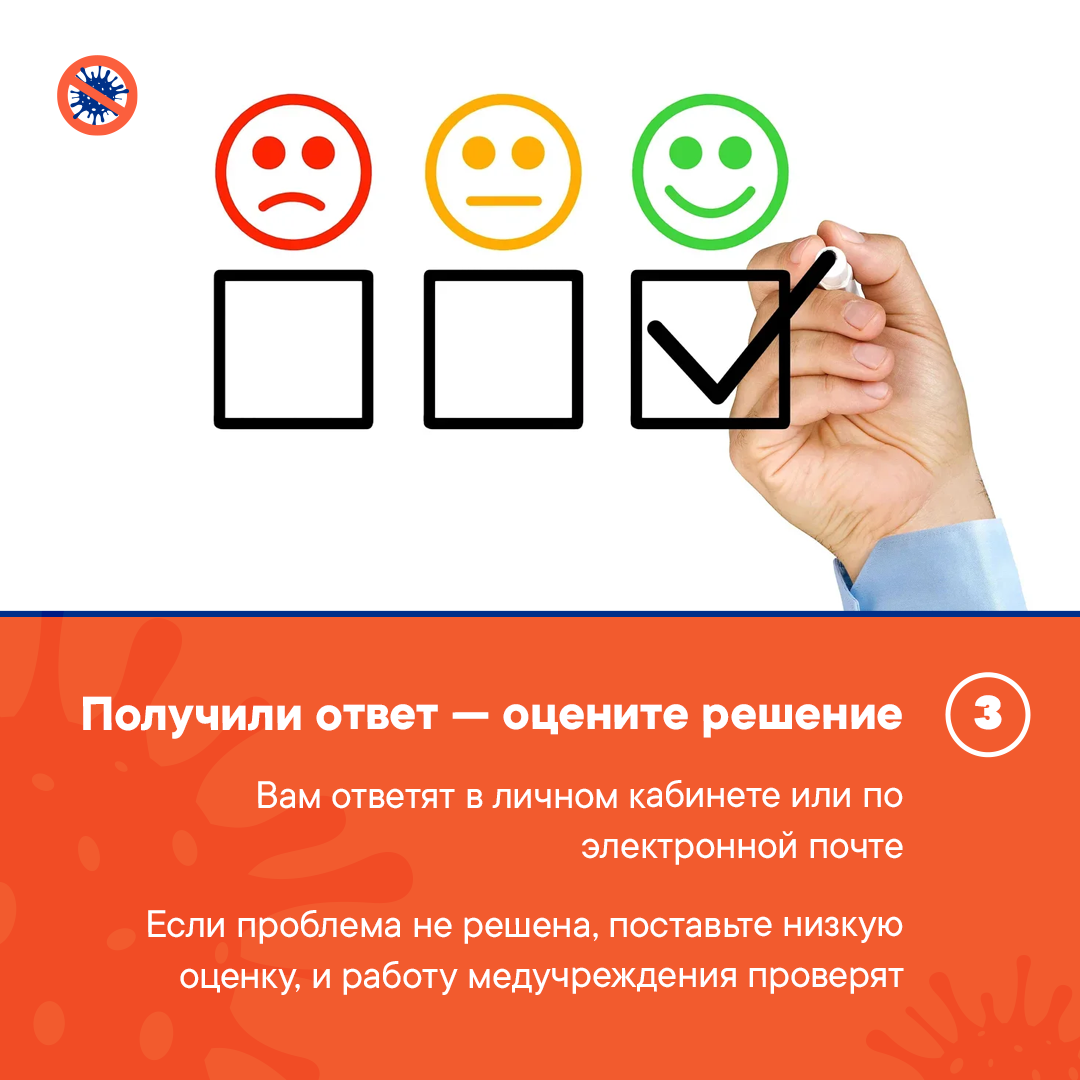 Получили ответ — оцените решение
3
Вам ответят в личном кабинете или по
электронной почте
Если проблема не решена, поставьте низкую
оценку, и работу медучреждения проверят